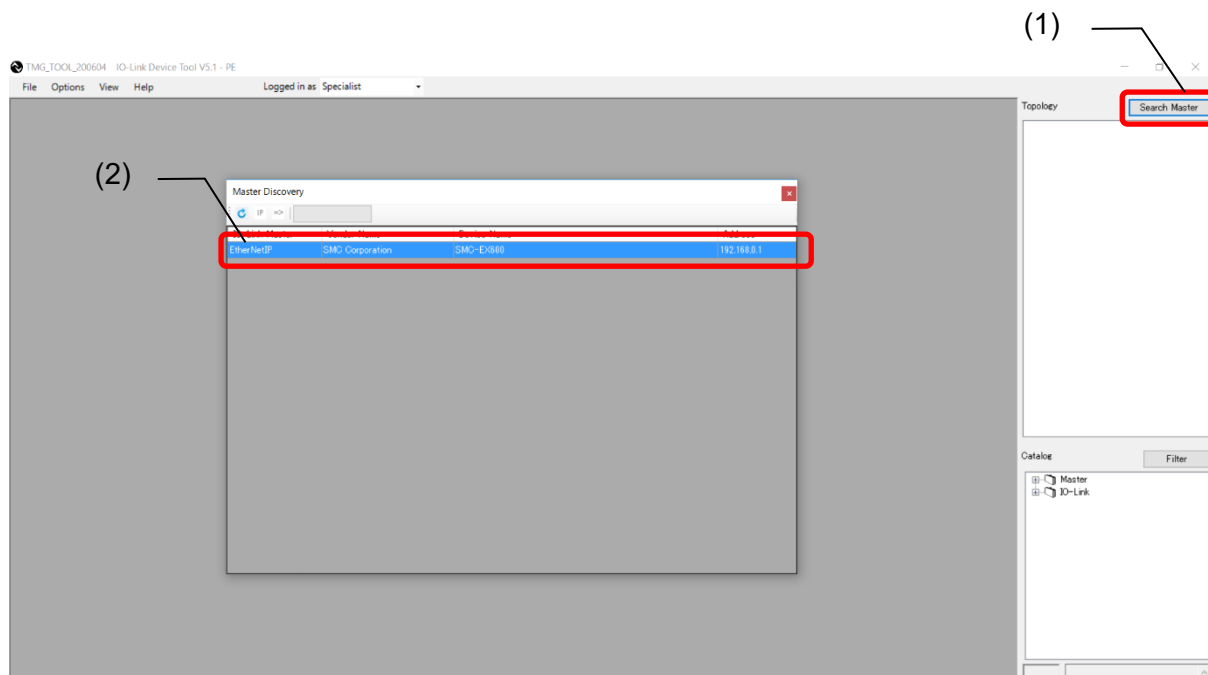 (1)
TMG_TOOL_200604 IO-Link Device Tool V5.1 - PE
File Options View Help Logged in as Specialist
Topology Search Master
(2)
Master Discovery
IP =>
EtherNetIP SMC Corporation SMC-EX600 192.168.0.1
Catalog Filter
Master
IO-Link